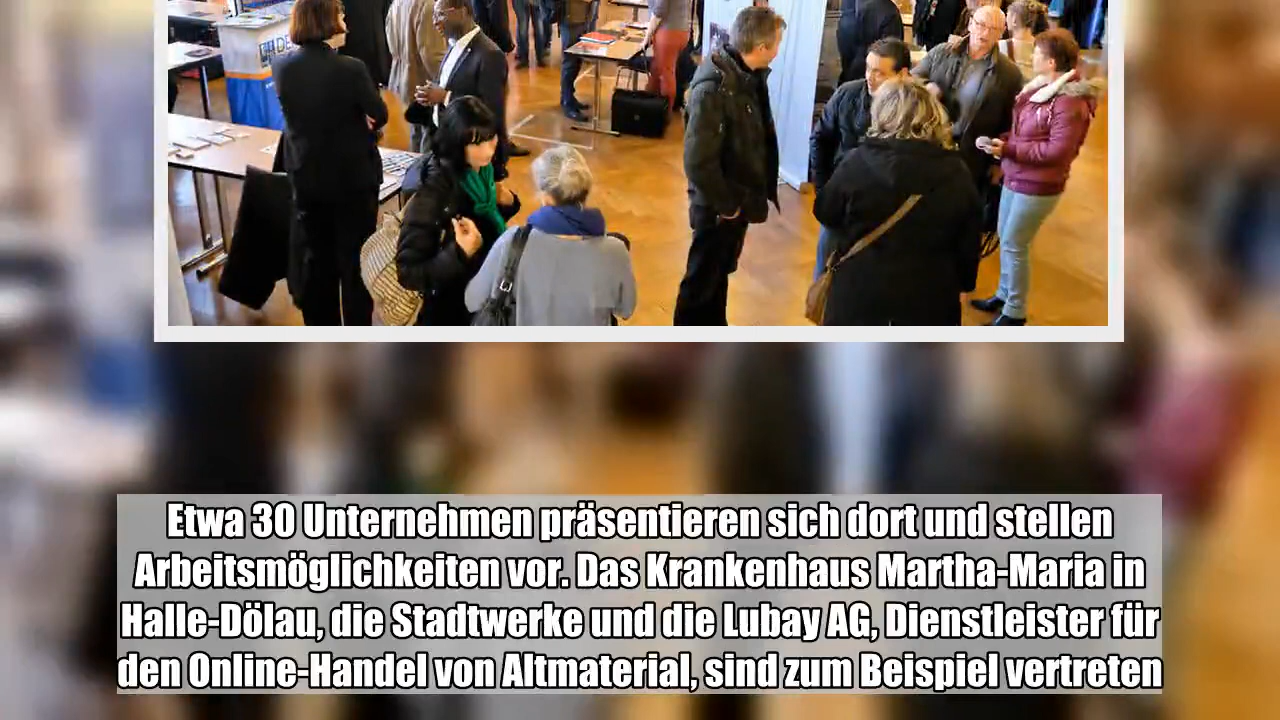 Etwa 30 Unternehmen präsentieren sich dort und stellen
Arbeitsmöglichkeiten vor. Das Krankenhaus Martha-Maria in
Halle-Dölau, die Stadtwerke und die Lubay AG, Dienstleister für
den Online-Handel von Altmaterial, sind zum Beispiel vertreten